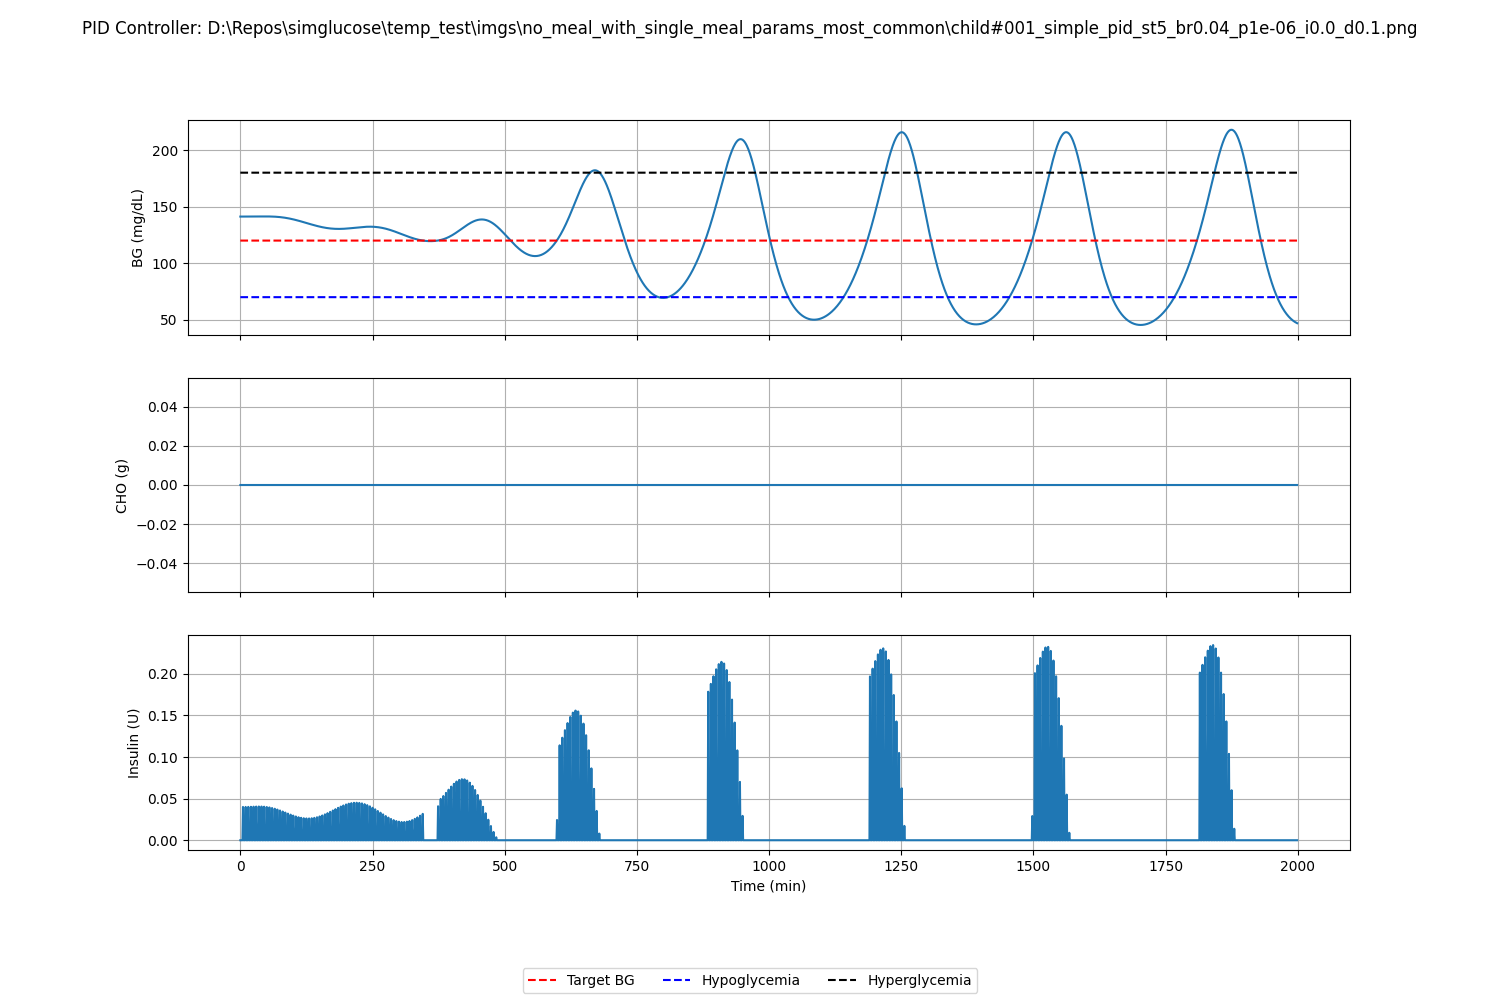 PID Controller: D:\Repos\simglucose\temp_test\imgs\no_meal_with_single_meal_params_most_common\child#001_simple_pid_st5_br0.04_p1e-06_i0.0_d0.1.png
BG (mg/dL)
200
150
100
50
CHO (g)
0.04
0.02
0.00
−0.02
−0.04
Insulin (U)
0.20
0.15
0.10
0.05
0.00
0 250 500 750 1000 1250 1500 1750 2000
Time (min)
Target BG Hypoglycemia Hyperglycemia